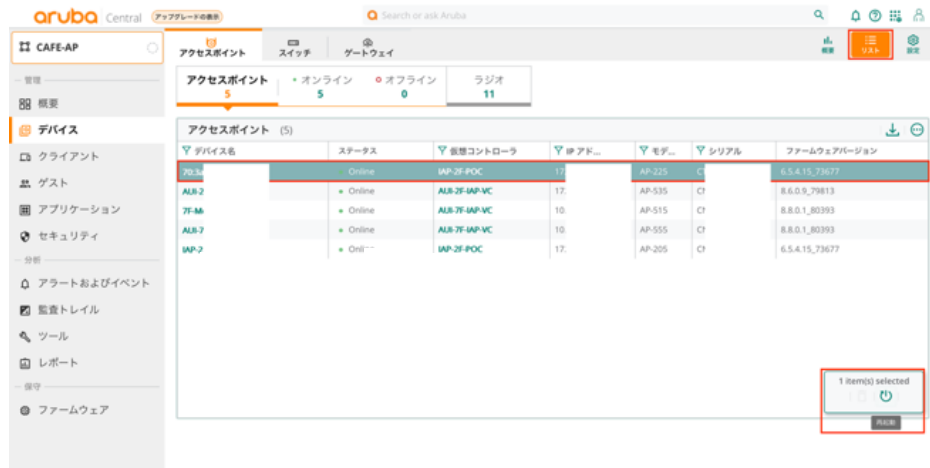 aruba Central アップグレードの表示 Search or ask Aruba
CAFE-AP
アクセスポイント スイッチ ゲートウェイ 概要 リスト 設定
アクセスポイント オンライン オフライン ラジオ
5 5 0 11
管理
概要
デバイス
クライアント
ゲスト
アプリケーション
セキュリティ
分析
アラートおよびイベント
監査トレイル
ツール
レポート
保守
ファームウェア
アクセスポイント (5)
デバイス名 ステータス 仮想コントローラ IP アド... モデ... シリアル ファームウェアバージョン
Online IAP-2F-POC 17. AP-225 6.5.4.15_73677
AUI-2 Online AUI-2F-IAP-VC 17. AP-535 8.6.0.9_79813
Online AUI-7F-IAP-VC 10. AP-515 8.8.0.1_80393
AUI-7 Online AUI-7F-IAP-VC 10. AP-555 8.8.0.1_80393
IAP-2F-POC 17. AP-205 6.5.4.15_73677
1 item(s) selected
再起動